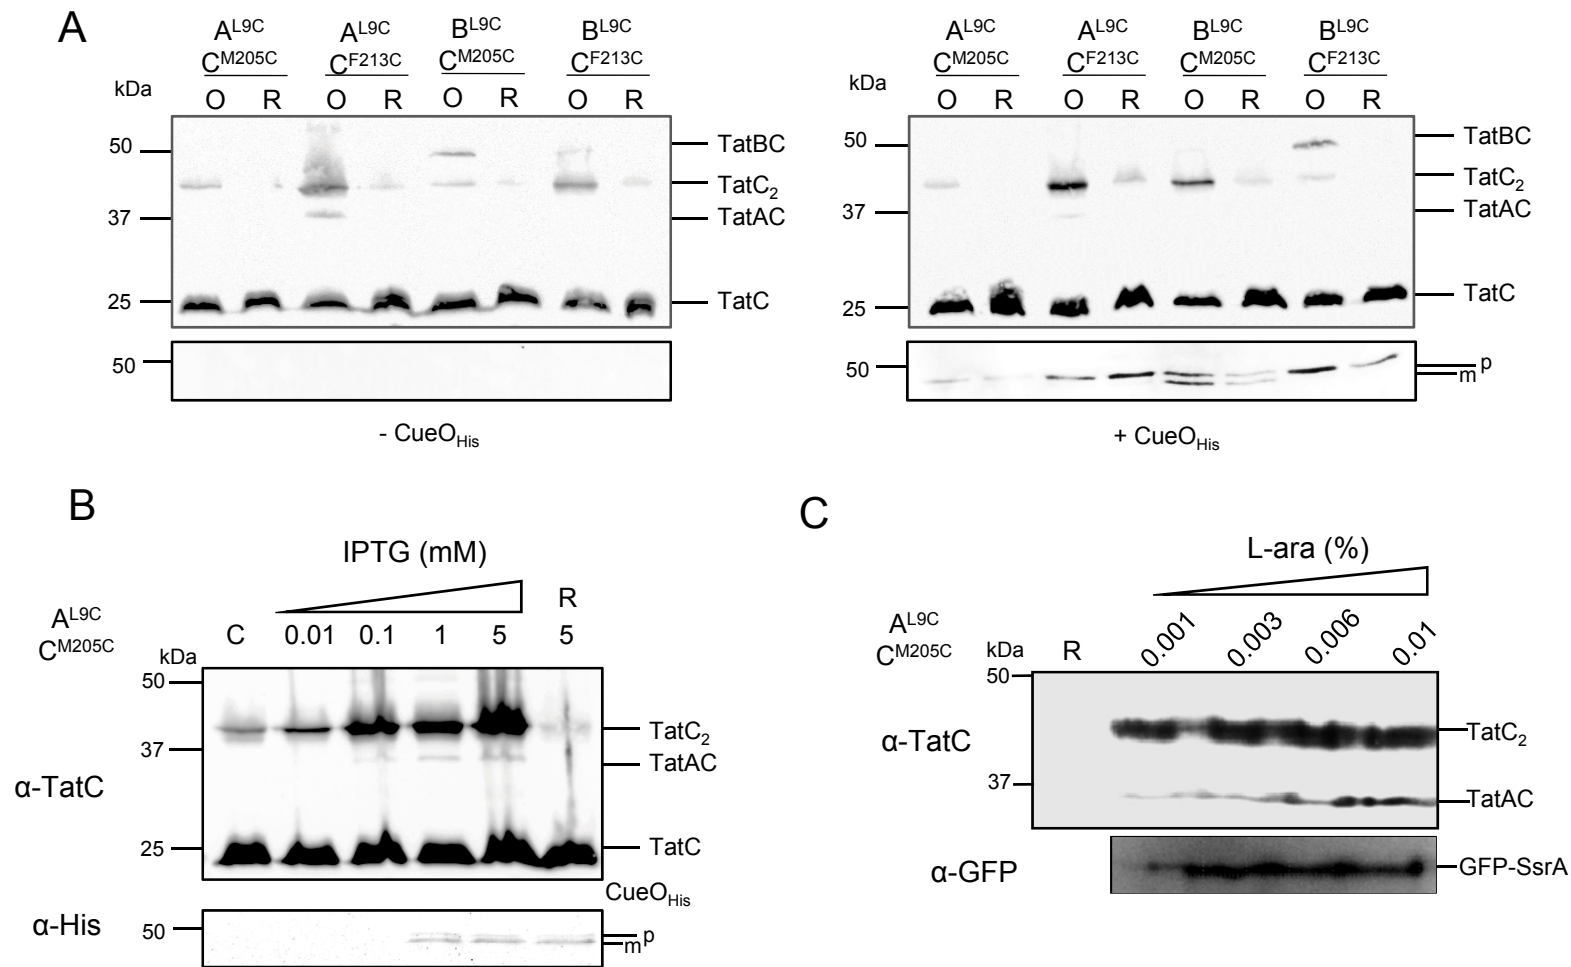 A
A^L9C A^L9C B^L9C B^L9C
C^M205C C^F213C C^M205C C^F213C
kDa O R O R O R O R
50 TatBC
TatC₂
37 TatAC
25 TatC
50
- CueO_His
A^L9C A^L9C B^L9C B^L9C
C^M205C C^F213C C^M205C C^F213C
kDa O R O R O R O R
50 TatBC
TatC₂
37 TatAC
25 TatC
50 p
m
+ CueO_His
B
IPTG (mM)
A^L9C R
C^M205C C 0.01 0.1 1 5 5
kDa
50
TatC₂
37 TatAC
α-TatC
25 TatC
CueO_His
α-His 50 p
m
C
L-ara (%)
A^L9C
C^M205C kDa R 0.001 0.003 0.006 0.01
50
α-TatC TatC₂
37
TatAC
α-GFP GFP-SsrA